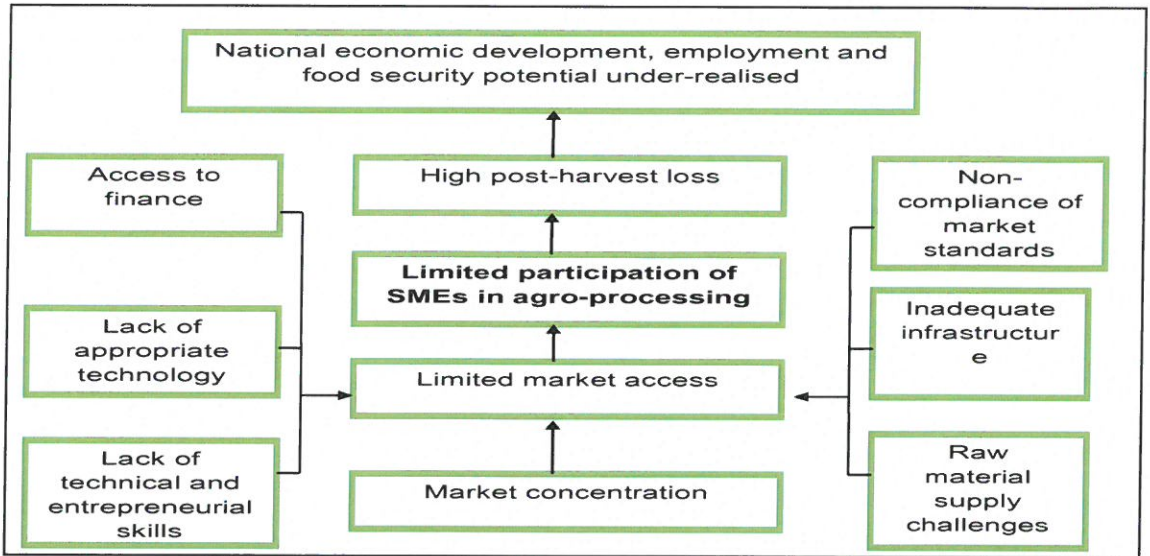 National economic development, employment and
food security potential under-realised
Access to
finance
High post-harvest loss
Non-
compliance of
market
standards
Limited participation of
SMEs in agro-processing
Lack of
appropriate
technology
Inadequate
infrastructur
e
Limited market access
Lack of
technical and
entrepreneurial
skills
Market concentration
Raw
material
supply
challenges